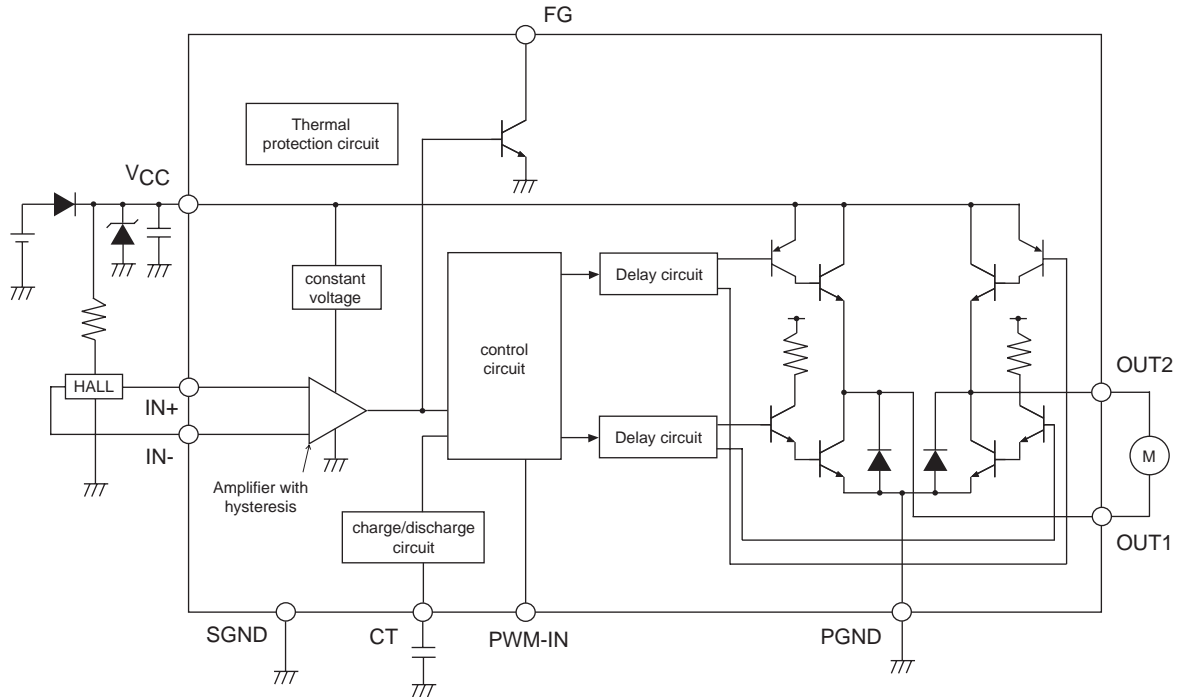 FG
Thermal
protection circuit
VCC
constant
voltage
Delay circuit
control
circuit
OUT2
HALL
IN+
IN-
Delay circuit
M
Amplifier with
hysteresis
charge/discharge
circuit
OUT1
SGND
CT
PWM-IN
PGND